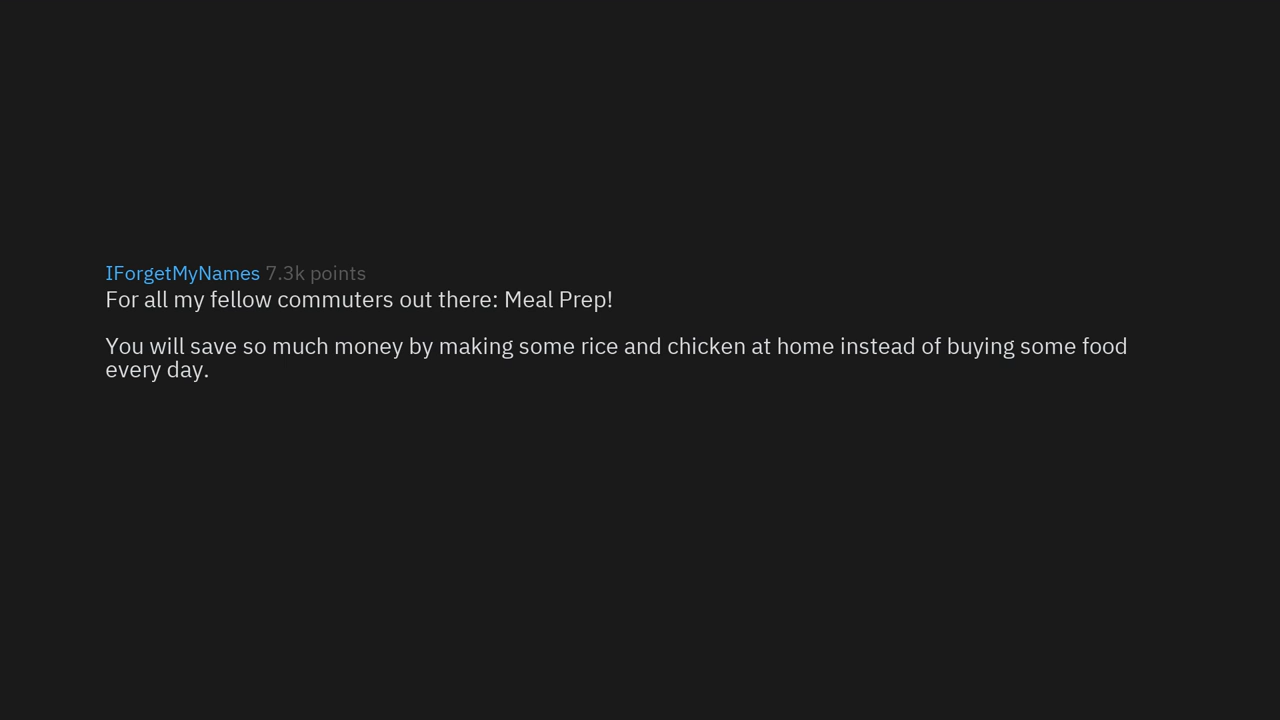 IForgetMyNames 7.3k points
For all my fellow commuters out there: Meal Prep!
You will save so much money by making some rice and chicken at home instead of buying some food
every day.